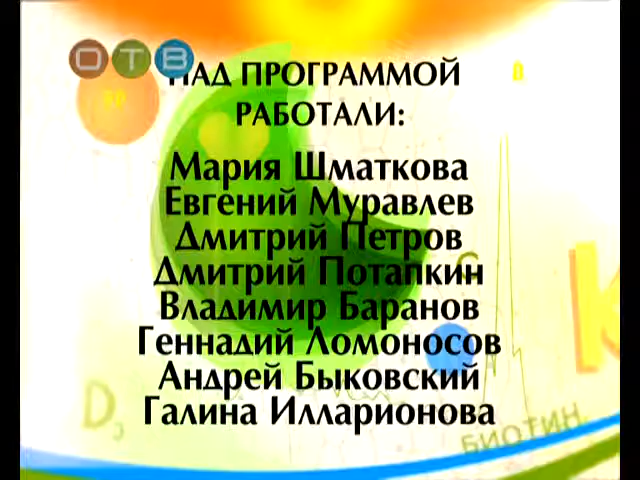 ОТВ
НАД ПРОГРАММОЙ
РАБОТАЛИ:
Мария Шматкова
Евгений Муравлев
Дмитрий Петров
Дмитрий Потапкин
Владимир Баранов
Геннадий Ломоносов
Андрей Быковский
Галина Илларионова
C
K
D3
БИОТИН